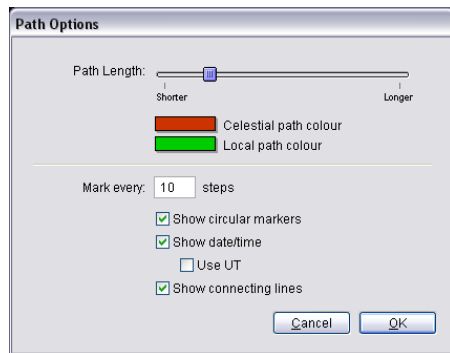 Path Options
Path Length:
Shorter Longer
Celestial path colour
Local path colour
Mark every: 10 steps
Show circular markers
Show date/time
Use UT
Show connecting lines
Cancel OK